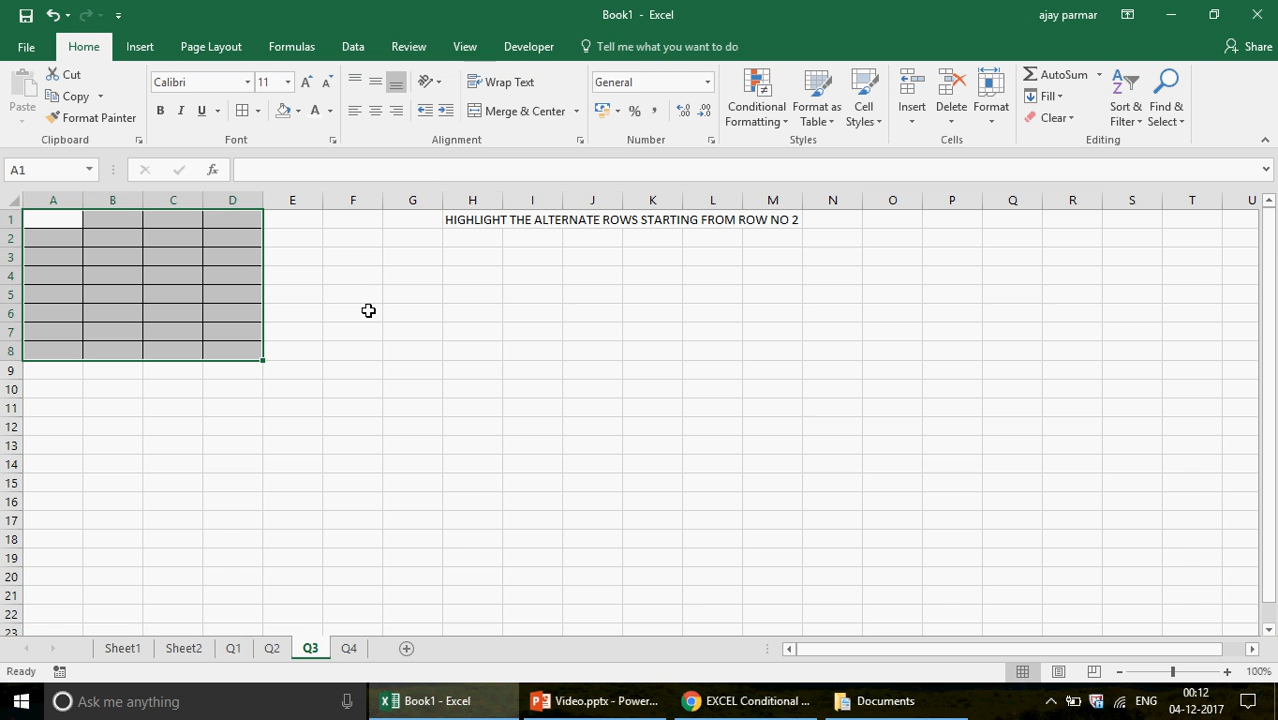 Book1 - Excel
ajay parmar
File Home Insert Page Layout Formulas Data Review View Developer Tell me what you want to do Share
Paste
Cut
Copy
Format Painter
Clipboard
Calibri 11
B I U A
Font
Wrap Text
Merge & Center
Alignment
General
%
Number
Conditional Formatting
Format as Table
Cell Styles
Styles
Insert Delete Format
Cells
AutoSum
Fill
Clear
Sort & Filter
Find & Select
Editing
A1 fx
A B C D E F G H I J K L M N O P Q R S T U
1 HIGHLIGHT THE ALTERNATE ROWS STARTING FROM ROW NO 2
2
3
4
5
6
7
8
9
10
11
12
13
14
15
16
17
18
19
20
21
22
23
Sheet1 Sheet2 Q1 Q2 Q3 Q4
Ready 100%
Ask me anything Book1 - Excel Video.pptx - Power... EXCEL Conditional ... Documents ENG 00:12
04-12-2017